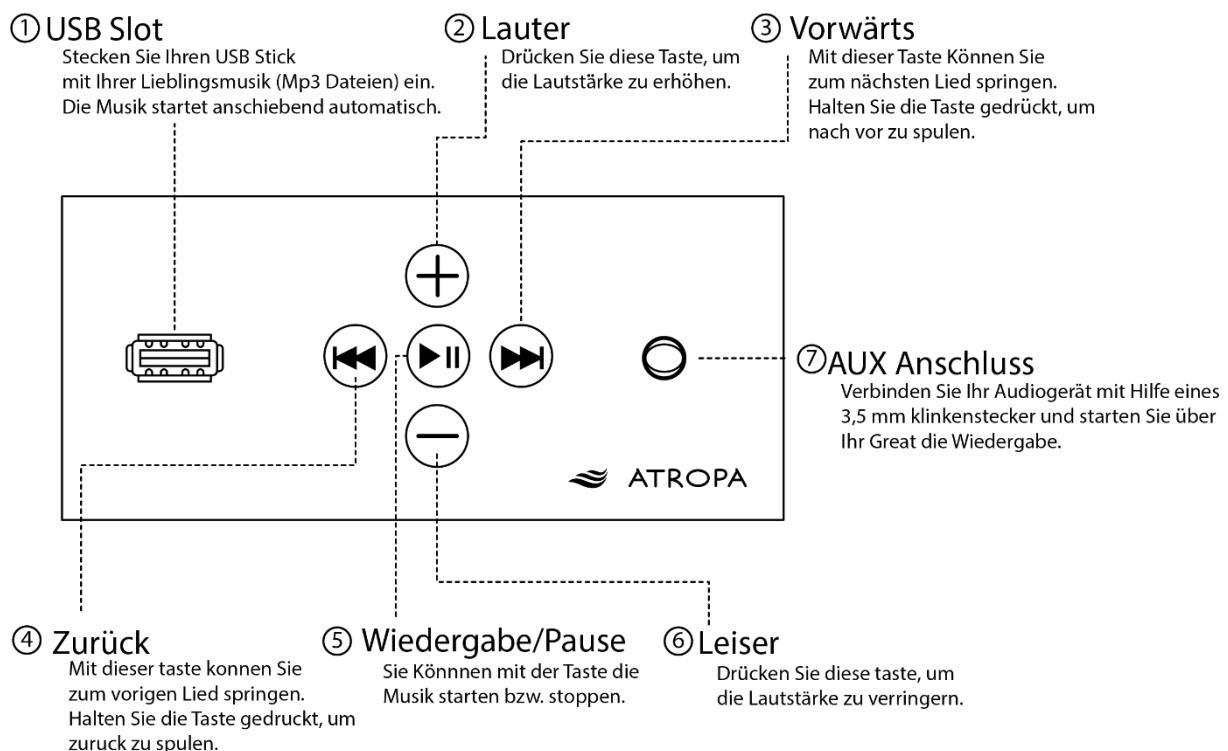 ① USB Slot
Stecken Sie Ihren USB Stick
mit Ihrer Lieblingsmusik (Mp3 Dateien) ein.
Die Musik startet anschiebend automatisch.
② Lauter
Drücken Sie diese Taste, um
die Lautstärke zu erhöhen.
③ Vorwärts
Mit dieser Taste Können Sie
zum nächsten Lied springen.
Halten Sie die Taste gedrückt, um
nach vor zu spulen.
⑦ AUX Anschluss
Verbinden Sie Ihr Audiogerät mit Hilfe eines
3,5 mm klinkenstecker und starten Sie über
Ihr Great die Wiedergabe.
ATROPA
④ Zurück
Mit dieser taste konnen Sie
zum vorigen Lied springen.
Halten Sie die Taste gedruckt, um
zuruck zu spulen.
⑤ Wiedergabe/Pause
Sie Könnnen mit der Taste die
Musik starten bzw. stoppen.
⑥ Leiser
Drücken Sie diese taste, um
die Lautstärke zu verringern.